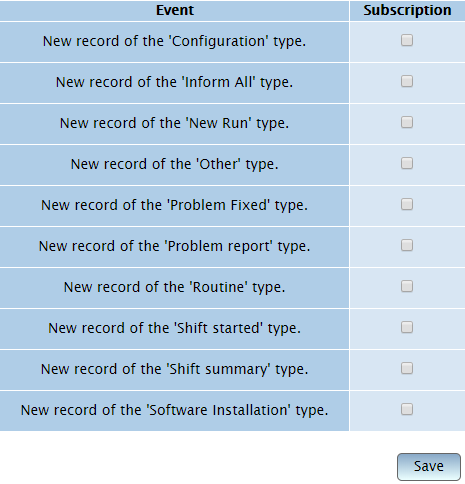 Event Subscription
New record of the 'Configuration' type.
New record of the 'Inform All' type.
New record of the 'New Run' type.
New record of the 'Other' type.
New record of the 'Problem Fixed' type.
New record of the 'Problem report' type.
New record of the 'Routine' type.
New record of the 'Shift started' type.
New record of the 'Shift summary' type.
New record of the 'Software Installation' type.
Save